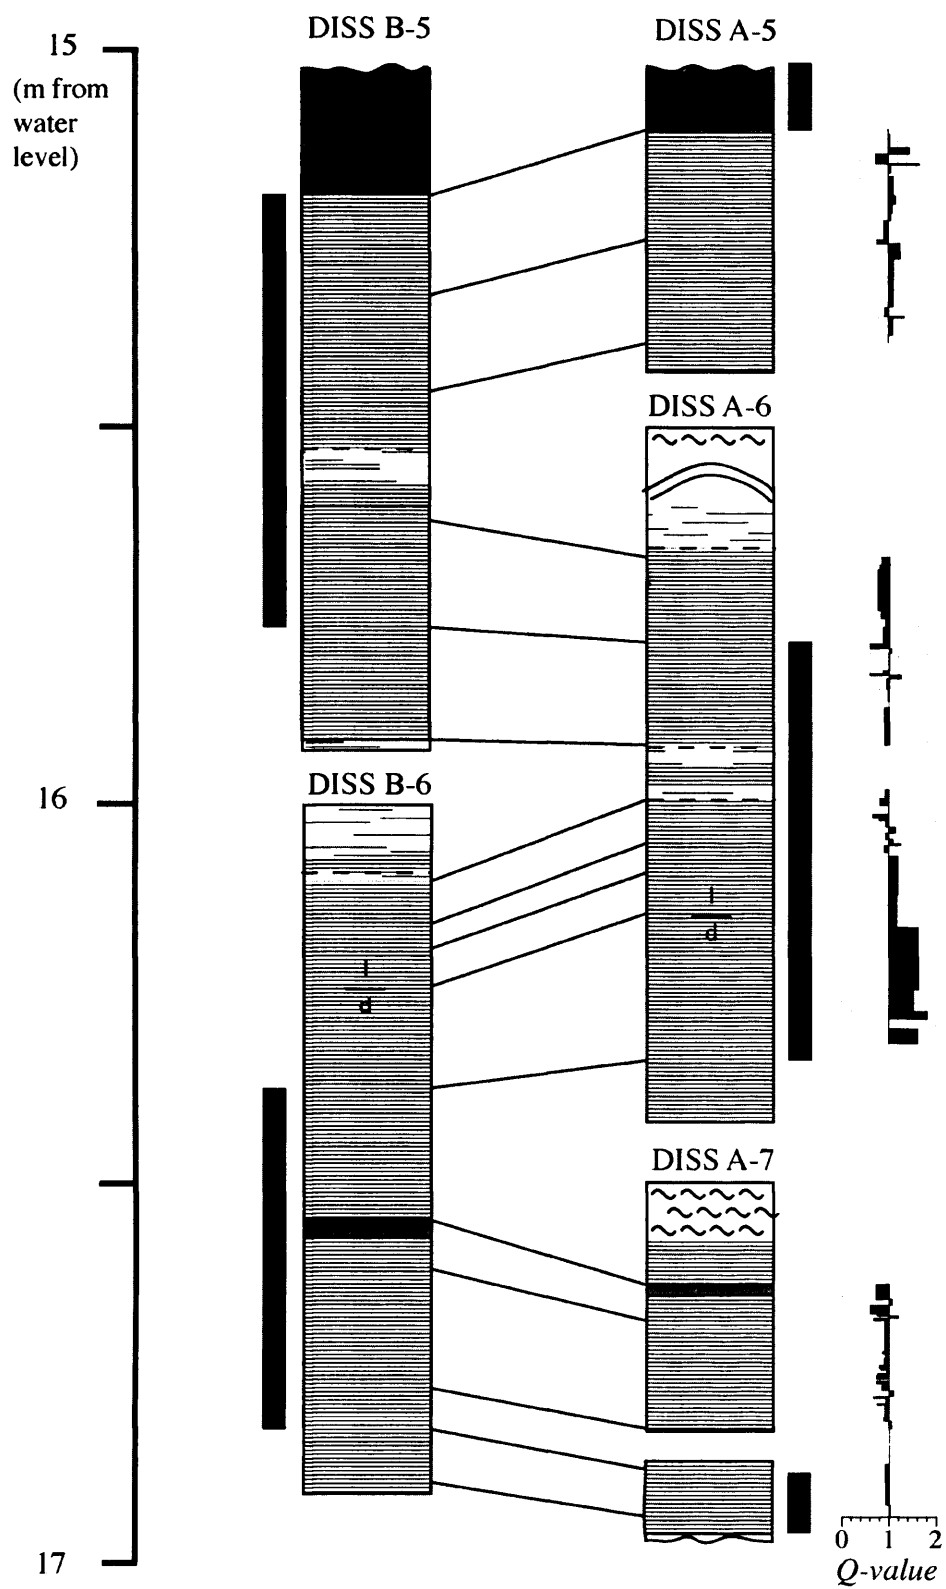 DISS B-5
DISS A-5
15
(m from
water
level)
DISS A-6
16
DISS B-6
l
d
l
d
DISS A-7
0 1 2
17
Q-value